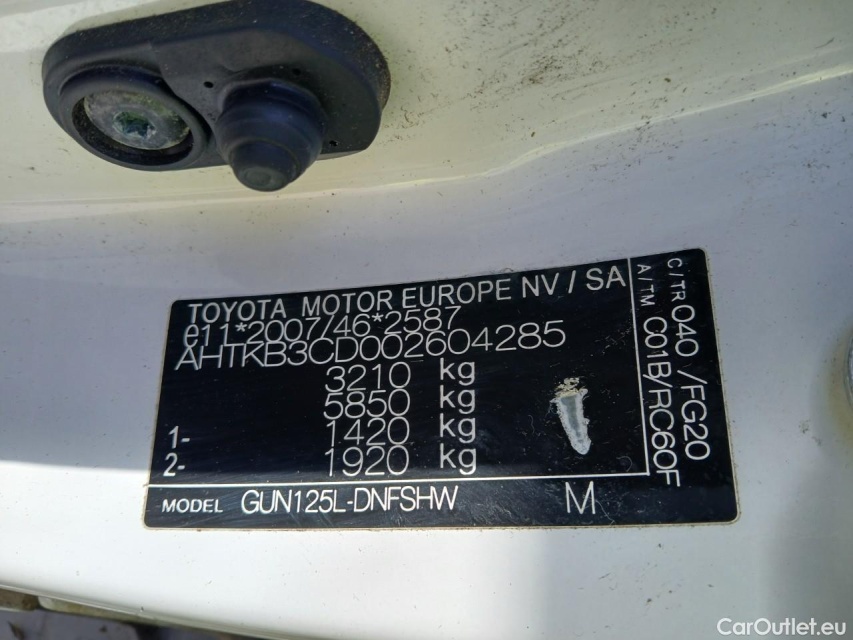 TOYOTA MOTOR EUROPE NV / SA
e11*2007/46*2587
AHTKB3CD002604285
3210 kg
5850 kg
1- 1420 kg
2- 1920 kg
MODEL GUN125L-DNFSHW M
C/TR 040 /FG20
A/TM C01B/RC60F
CarOutlet.eu